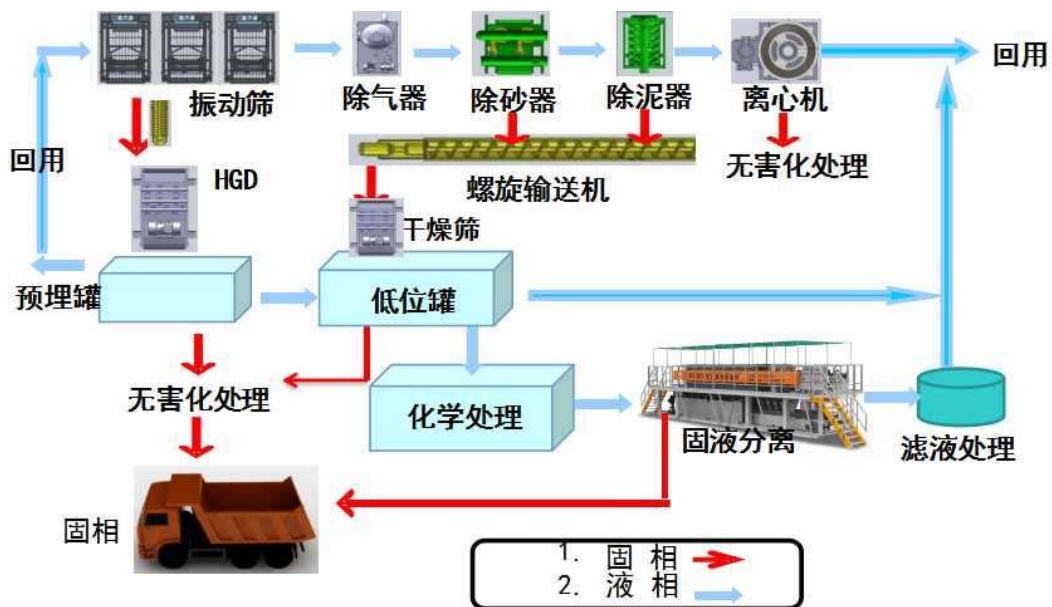 振动筛
除气器
除砂器
除泥器
离心机
回用
回用
HGD
螺旋输送机
无害化处理
干燥筛
预埋罐
低位罐
无害化处理
化学处理
固液分离
滤液处理
固相
1. 固 相
2. 液 相